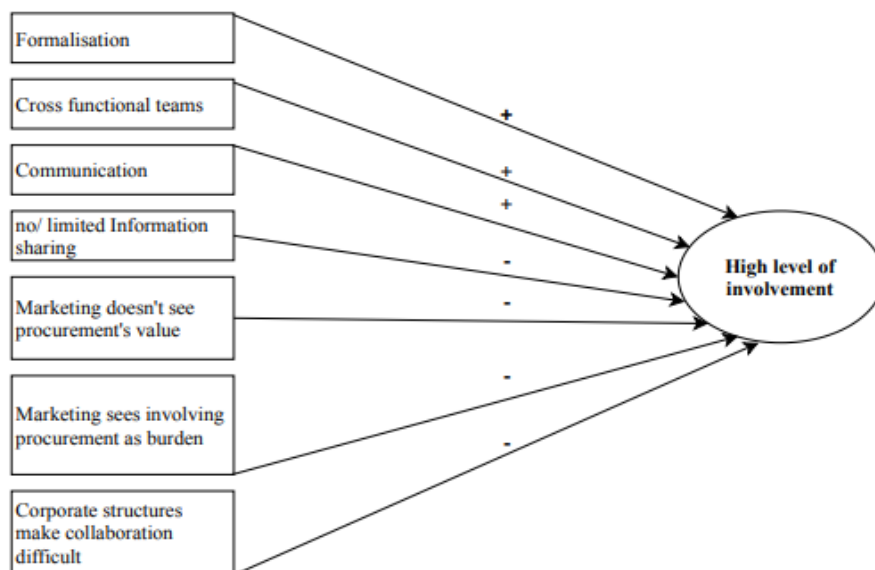 Formalisation
+
Cross functional teams
+
Communication
+
no/ limited Information
sharing
-
Marketing doesn't see
procurement's value
-
Marketing sees involving
procurement as burden
-
Corporate structures
make collaboration
difficult
-
High level of
involvement